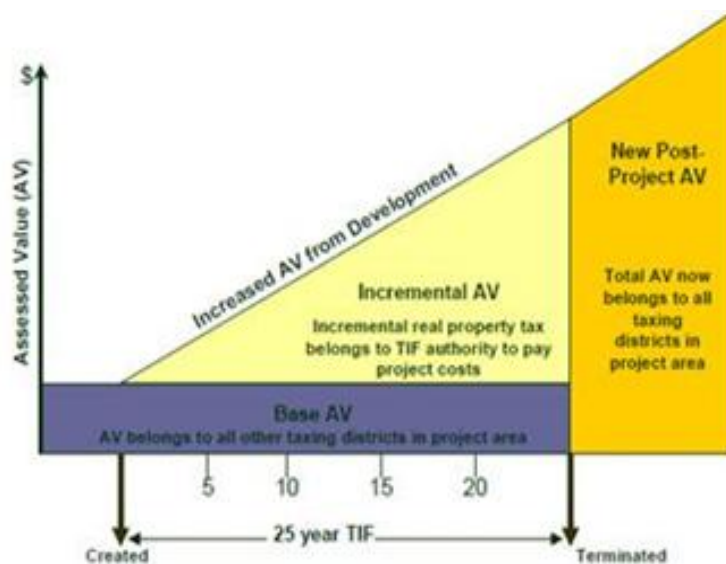 $
Assessed Value (AV)
Increased AV from Development
New Post-
Project AV
Incremental AV
Incremental real property tax
belongs to TIF authority to pay
project costs
Total AV now
belongs to all
taxing
districts in
project area
Base AV
AV belongs to all other taxing districts in project area
5
10
15
20
25 year TIF
Created
Terminated